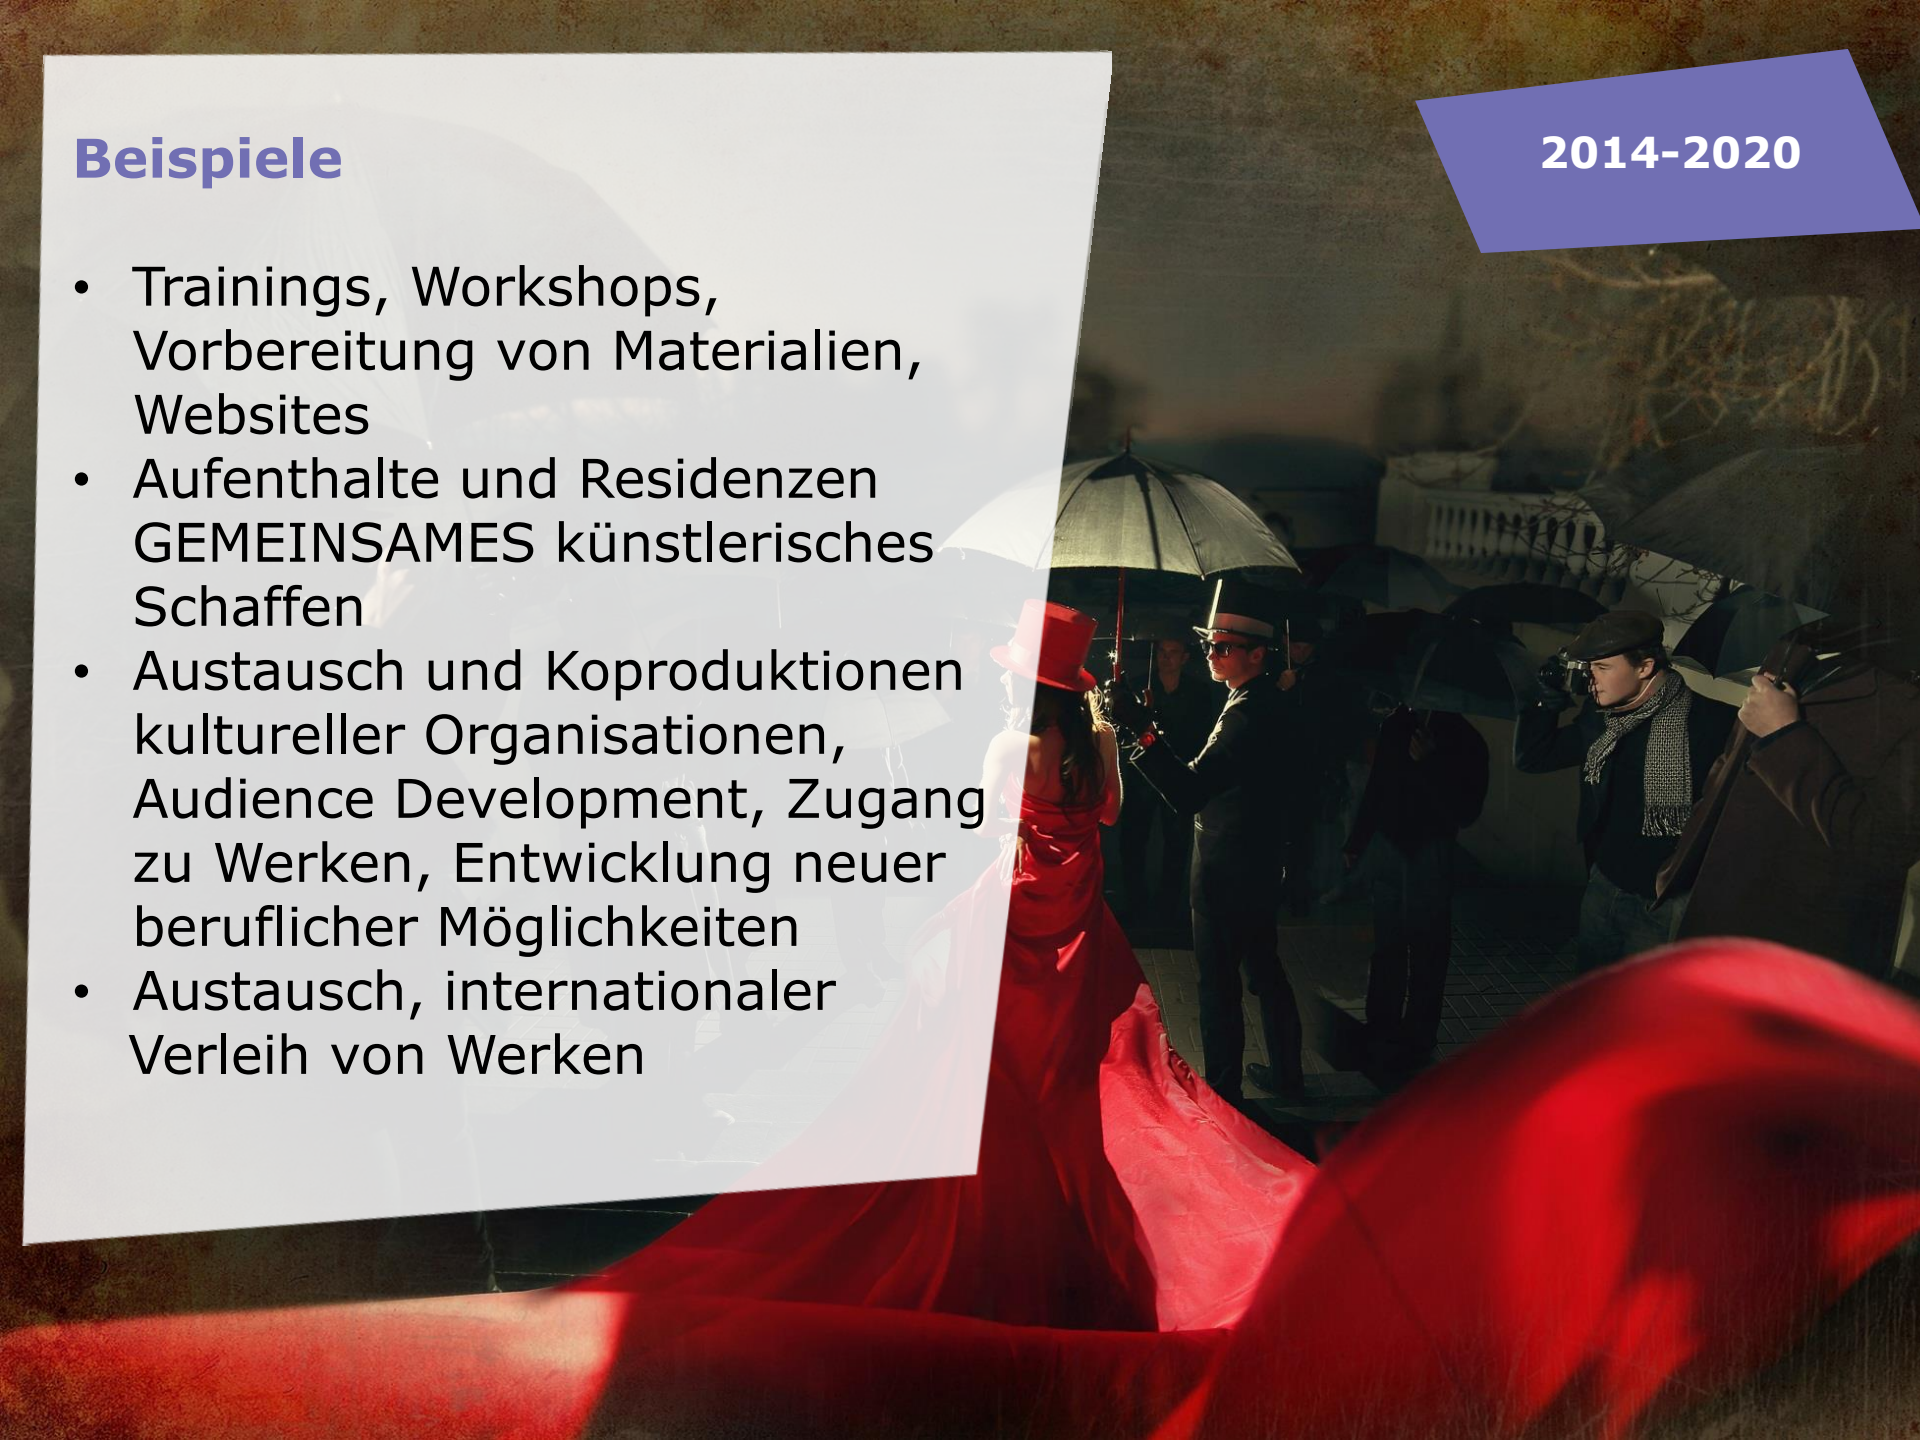 Beispiele
2014-2020
• Trainings, Workshops,
Vorbereitung von Materialien,
Websites
• Aufenthalte und Residenzen
GEMEINSAMES künstlerisches
Schaffen
• Austausch und Koproduktionen
kultureller Organisationen,
Audience Development, Zugang
zu Werken, Entwicklung neuer
beruflicher Möglichkeiten
• Austausch, internationaler
Verleih von Werken